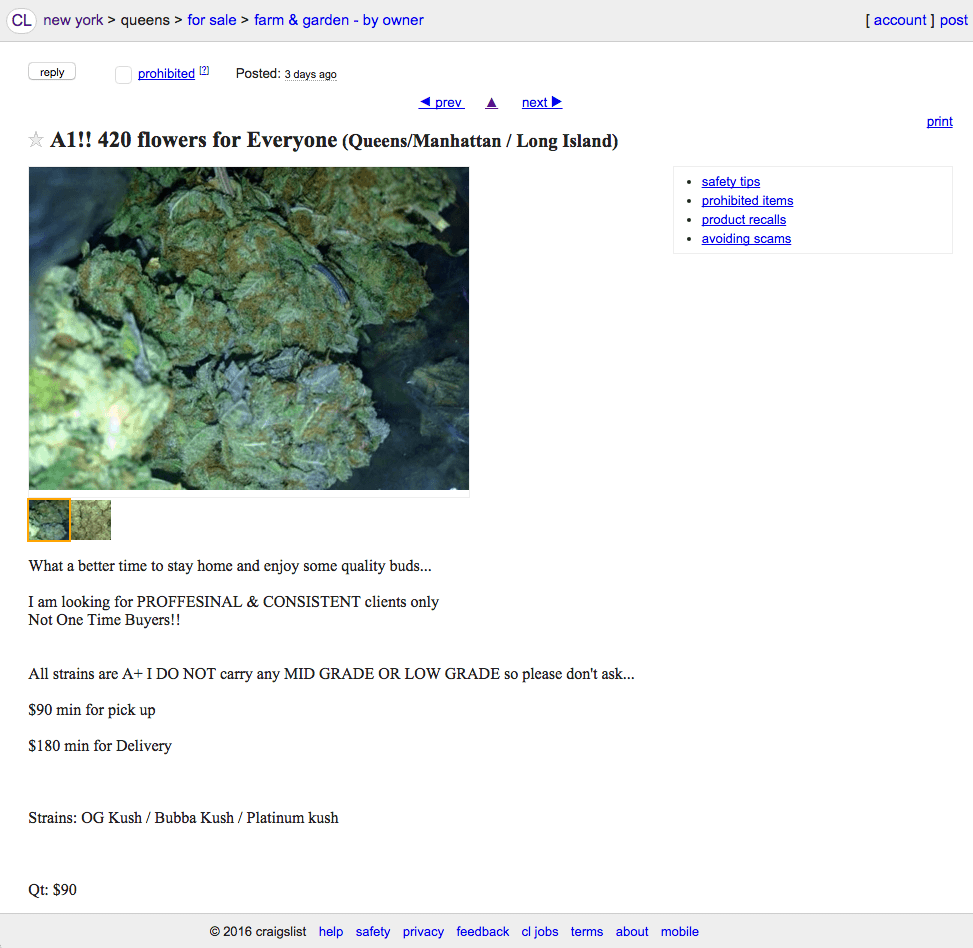 CL new york > queens > for sale > farm & garden - by owner [ account ] post
reply prohibited [?] Posted: 3 days ago
◀ prev ▲ next ▶
print
☆ A1!! 420 flowers for Everyone (Queens/Manhattan / Long Island)
• safety tips
• prohibited items
• product recalls
• avoiding scams
What a better time to stay home and enjoy some quality buds...
I am looking for PROFFESINAL & CONSISTENT clients only
Not One Time Buyers!!
All strains are A+ I DO NOT carry any MID GRADE OR LOW GRADE so please don't ask...
$90 min for pick up
$180 min for Delivery
Strains: OG Kush / Bubba Kush / Platinum kush
Qt: $90
© 2016 craigslist help safety privacy feedback cl jobs terms about mobile